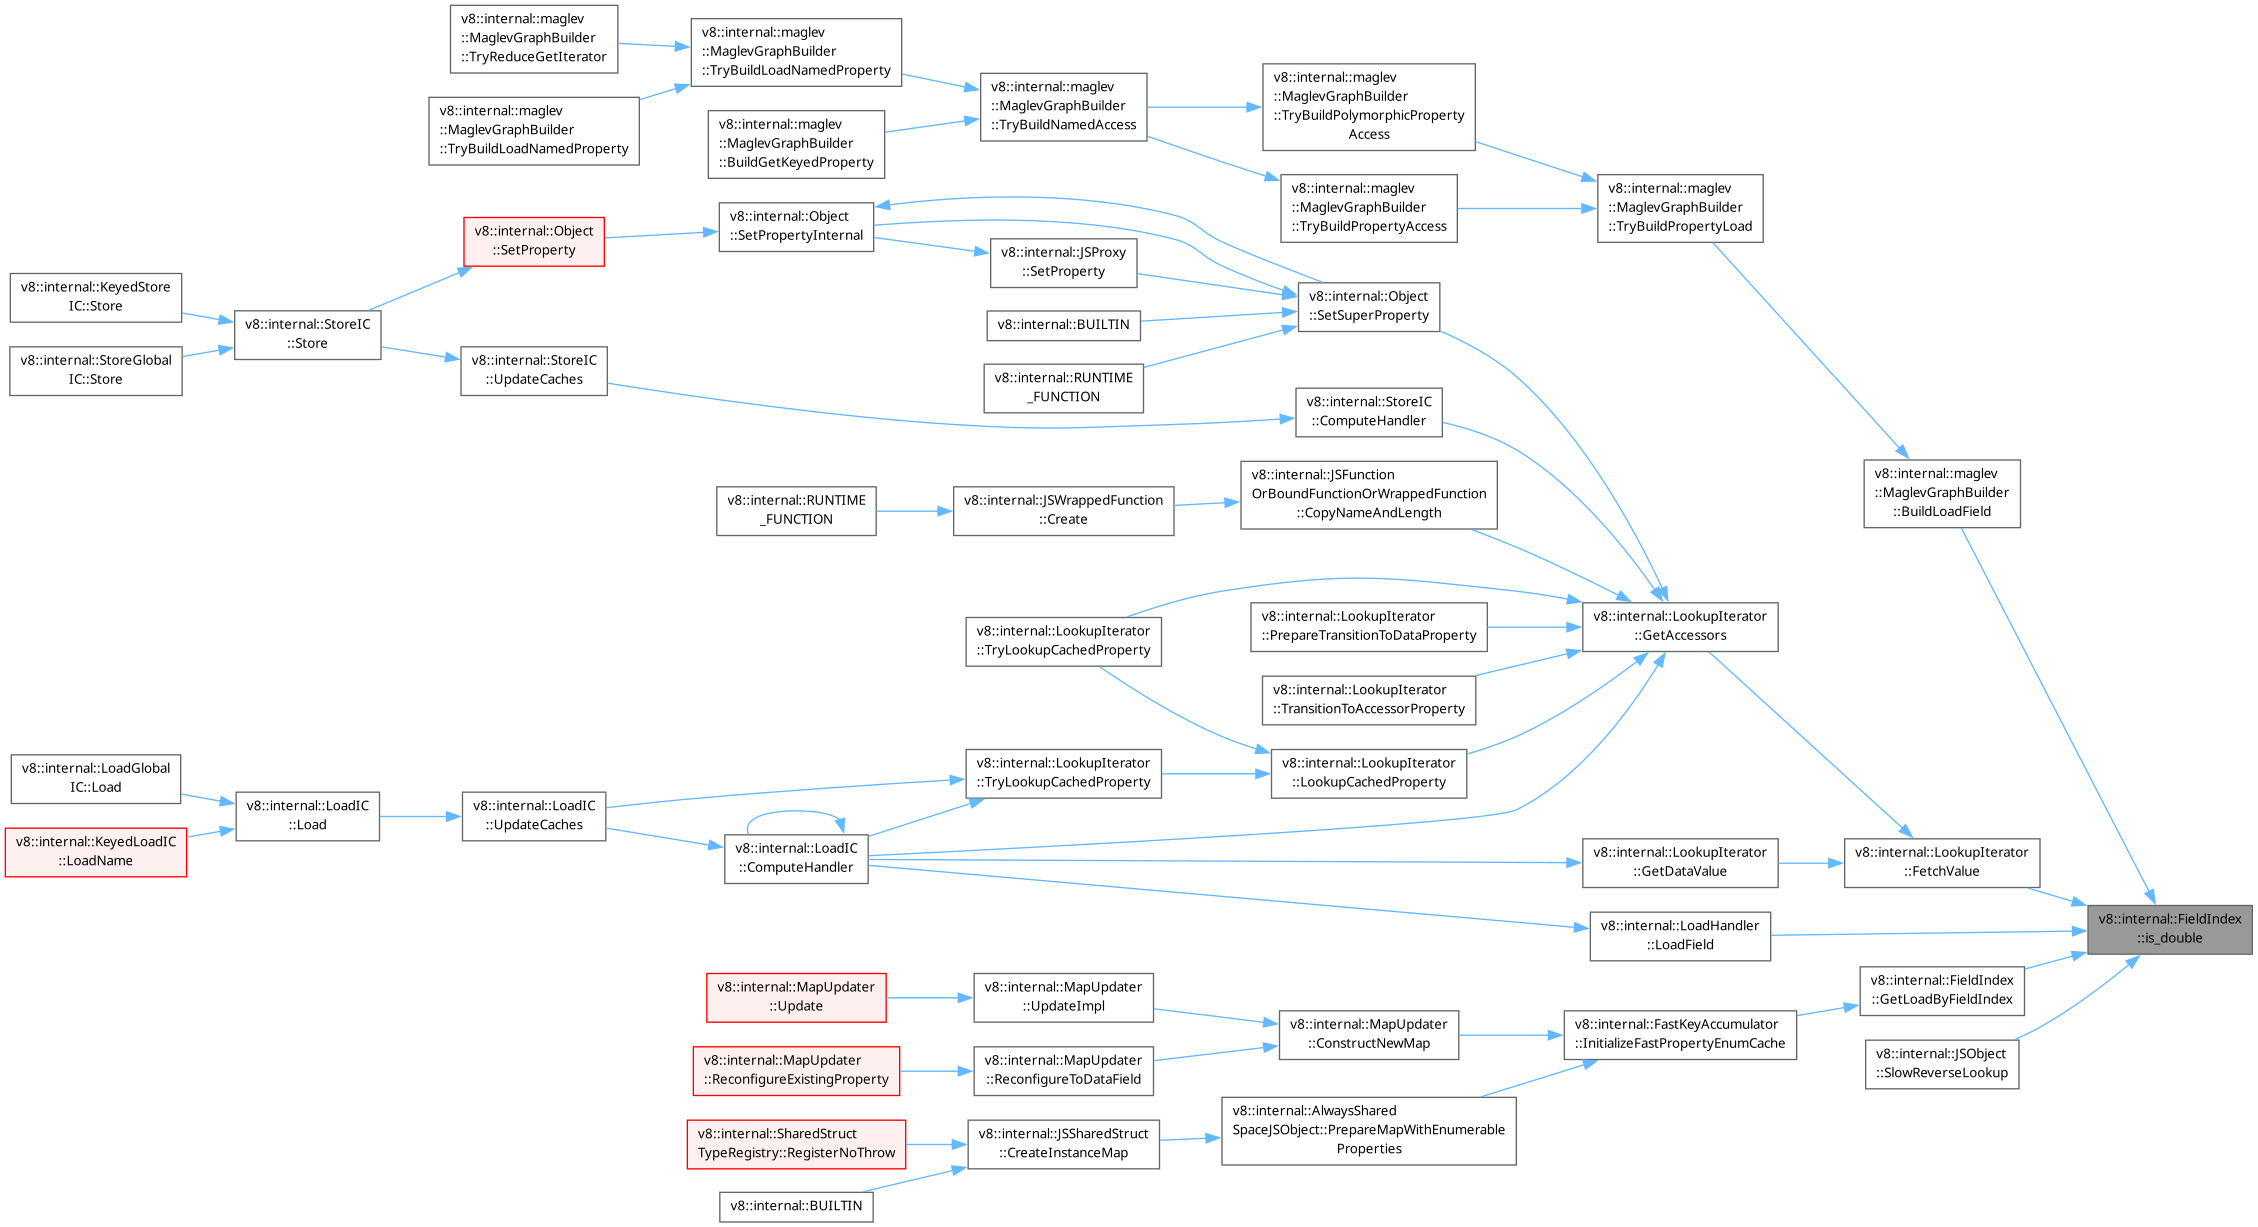 v8::internal::maglev
::MaglevGraphBuilder
::TryReduceGetIterator
v8::internal::maglev
::MaglevGraphBuilder
::TryBuildLoadNamedProperty
v8::internal::maglev
::MaglevGraphBuilder
::TryBuildLoadNamedProperty
v8::internal::maglev
::MaglevGraphBuilder
::BuildGetKeyedProperty
v8::internal::maglev
::MaglevGraphBuilder
::TryBuildNamedAccess
v8::internal::maglev
::MaglevGraphBuilder
::TryBuildPolymorphicProperty
Access
v8::internal::maglev
::MaglevGraphBuilder
::TryBuildPropertyAccess
v8::internal::maglev
::MaglevGraphBuilder
::TryBuildPropertyLoad
v8::internal::Object
::SetProperty
v8::internal::Object
::SetPropertyInternal
v8::internal::JSProxy
::SetProperty
v8::internal::BUILTIN
v8::internal::RUNTIME
_FUNCTION
v8::internal::Object
::SetSuperProperty
v8::internal::KeyedStore
IC::Store
v8::internal::StoreGlobal
IC::Store
v8::internal::StoreIC
::Store
v8::internal::StoreIC
::UpdateCaches
v8::internal::StoreIC
::ComputeHandler
v8::internal::RUNTIME
_FUNCTION
v8::internal::JSWrappedFunction
::Create
v8::internal::JSFunction
OrBoundFunctionOrWrappedFunction
::CopyNameAndLength
v8::internal::maglev
::MaglevGraphBuilder
::BuildLoadField
v8::internal::LookupIterator
::TryLookupCachedProperty
v8::internal::LookupIterator
::PrepareTransitionToDataProperty
v8::internal::LookupIterator
::GetAccessors
v8::internal::LookupIterator
::TransitionToAccessorProperty
v8::internal::LookupIterator
::LookupCachedProperty
v8::internal::LookupIterator
::TryLookupCachedProperty
v8::internal::LoadGlobal
IC::Load
v8::internal::KeyedLoadIC
::LoadName
v8::internal::LoadIC
::Load
v8::internal::LoadIC
::UpdateCaches
v8::internal::LoadIC
::ComputeHandler
v8::internal::LookupIterator
::GetDataValue
v8::internal::LookupIterator
::FetchValue
v8::internal::LoadHandler
::LoadField
v8::internal::FieldIndex
::is_double
v8::internal::MapUpdater
::Update
v8::internal::MapUpdater
::UpdateImpl
v8::internal::MapUpdater
::ReconfigureExistingProperty
v8::internal::MapUpdater
::ReconfigureToDataField
v8::internal::MapUpdater
::ConstructNewMap
v8::internal::FastKeyAccumulator
::InitializeFastPropertyEnumCache
v8::internal::FieldIndex
::GetLoadByFieldIndex
v8::internal::JSObject
::SlowReverseLookup
v8::internal::SharedStruct
TypeRegistry::RegisterNoThrow
v8::internal::BUILTIN
v8::internal::JSSharedStruct
::CreateInstanceMap
v8::internal::AlwaysShared
SpaceJSObject::PrepareMapWithEnumerable
Properties